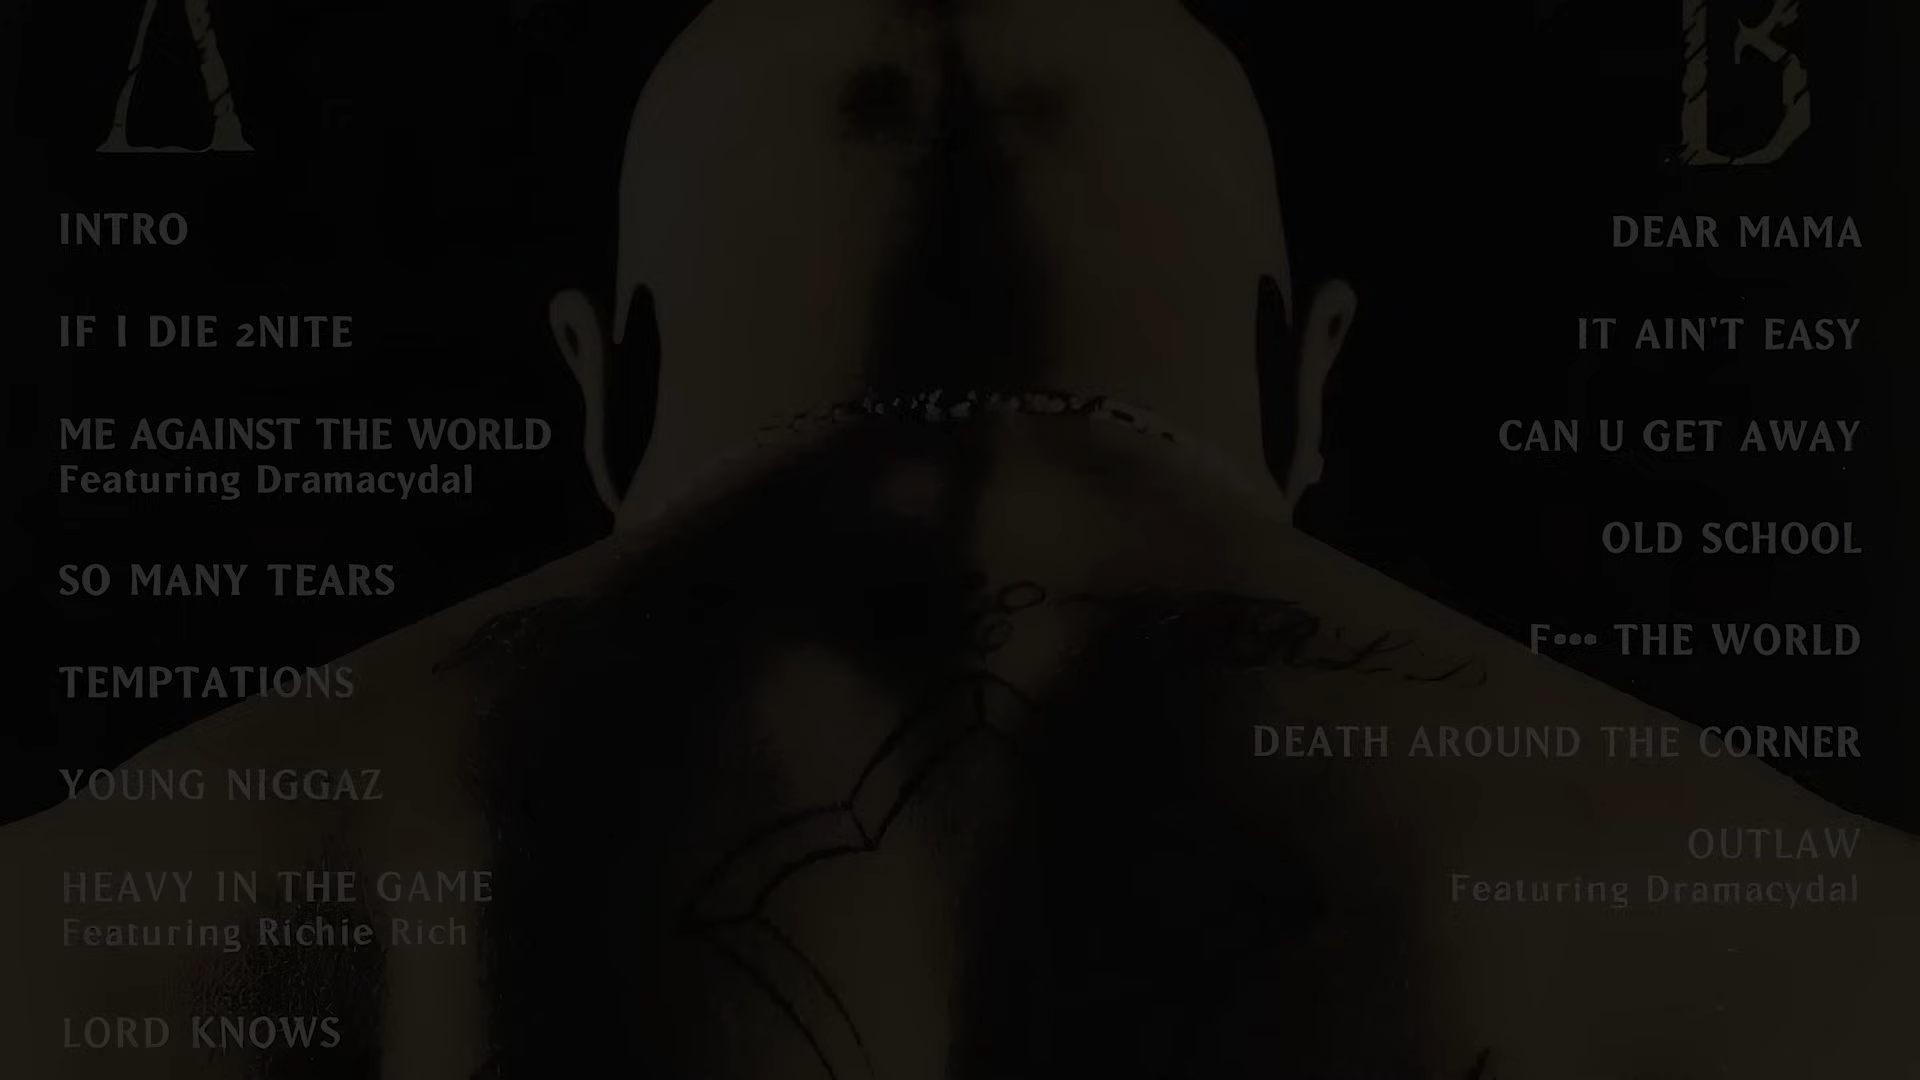 A
INTRO
IF I DIE 2NITE
ME AGAINST THE WORLD
Featuring Dramacydal
SO MANY TEARS
TEMPTATIONS
YOUNG NIGGAZ
HEAVY IN THE GAME
Featuring Richie Rich
LORD KNOWS
B
DEAR MAMA
IT AIN'T EASY
CAN U GET AWAY
OLD SCHOOL
F••• THE WORLD
DEATH AROUND THE CORNER
OUTLAW
Featuring Dramacydal